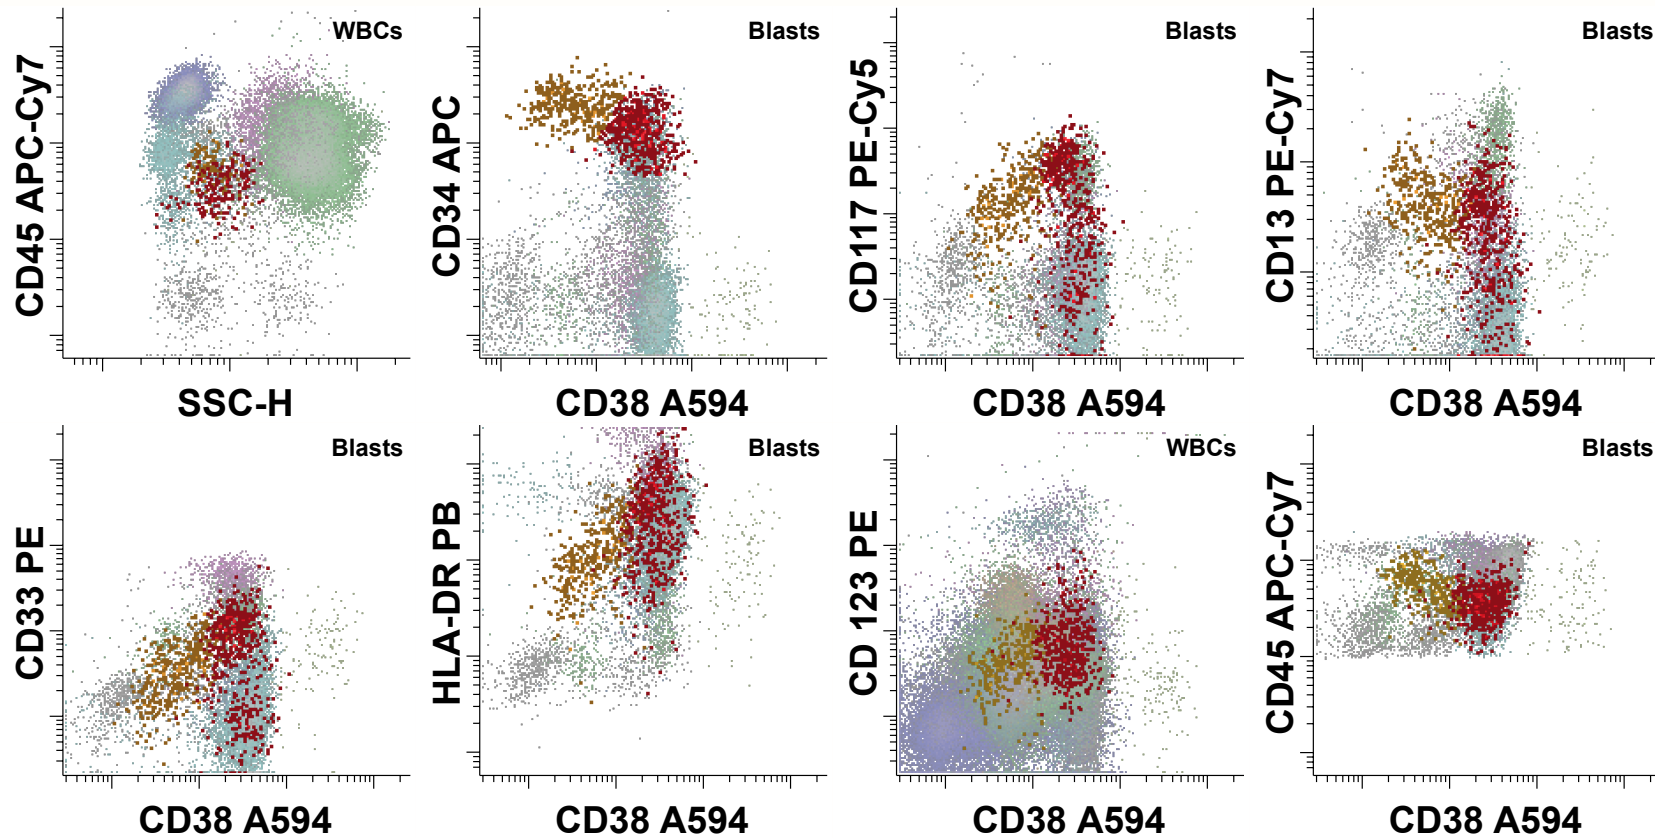 WBCs
CD45 APC-Cy7
SSC-H
Blasts
CD34 APC
CD38 A594
Blasts
CD117 PE-Cy5
CD38 A594
Blasts
CD13 PE-Cy7
CD38 A594
Blasts
CD33 PE
CD38 A594
Blasts
HLA-DR PB
CD38 A594
WBCs
CD 123 PE
CD38 A594
Blasts
CD45 APC-Cy7
CD38 A594